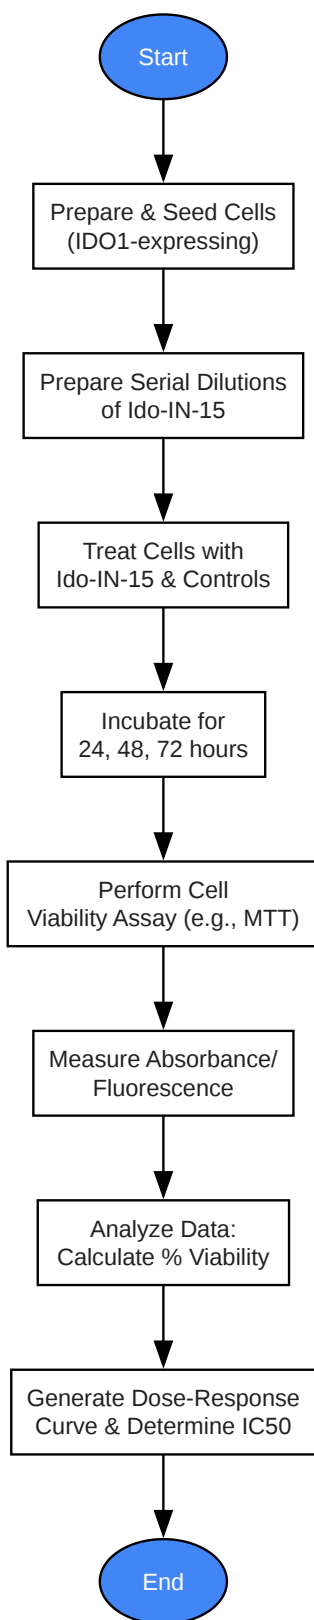 Start
Prepare & Seed Cells
(IDO1-expressing)
Prepare Serial Dilutions
of Ido-IN-15
Treat Cells with
Ido-IN-15 & Controls
Incubate for
24, 48, 72 hours
Perform Cell
Viability Assay (e.g., MTT)
Measure Absorbance/
Fluorescence
Analyze Data:
Calculate % Viability
Generate Dose-Response
Curve & Determine IC50
End